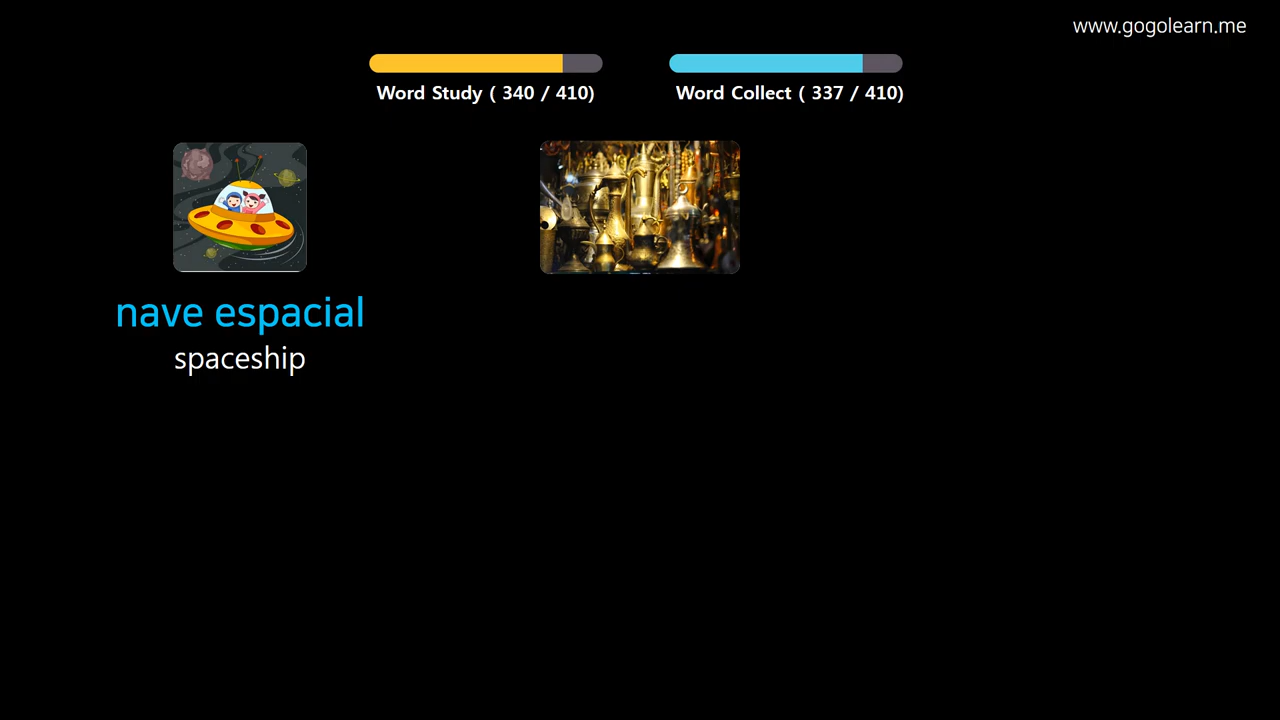 www.gogolearn.me
Word Study ( 340 / 410)
Word Collect ( 337 / 410)
nave espacial
spaceship